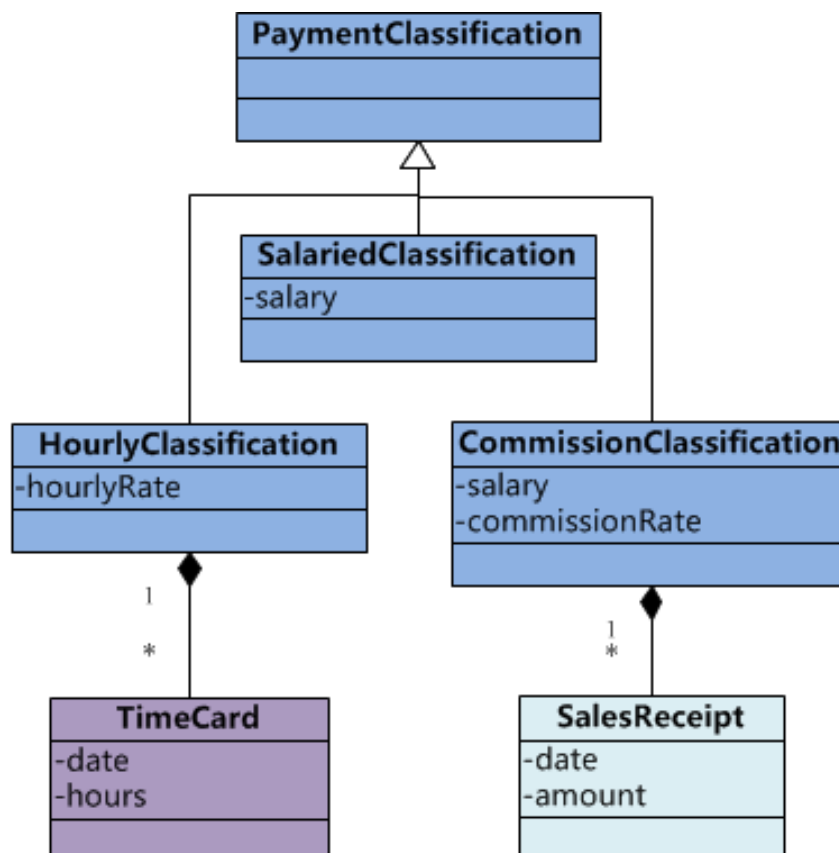 PaymentClassification
SalariedClassification
-salary
HourlyClassification
-hourlyRate
CommissionClassification
-salary
-commissionRate
1
*
1
*
TimeCard
-date
-hours
SalesReceipt
-date
-amount